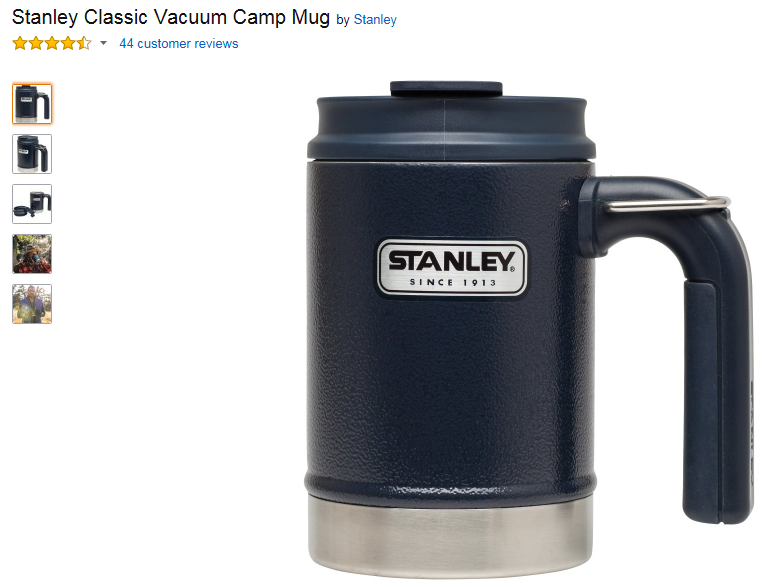 Stanley Classic Vacuum Camp Mug by Stanley
44 customer reviews
STANLEY®
SINCE 1913